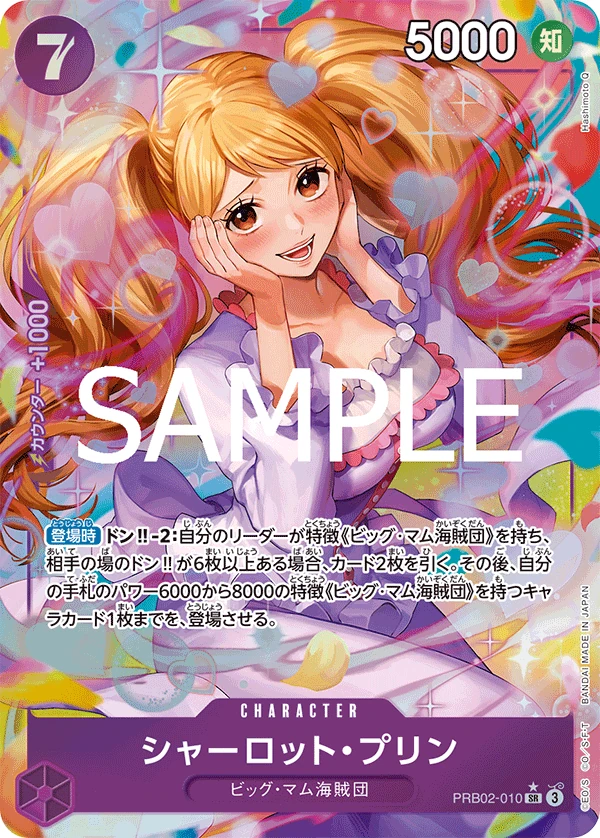 7
5000 知
Hashimoto Q
カウンター +1000
SAMPLE
登場時 ドン!!-2:自分のリーダーが特徴《ビッグ・マム海賊団》を持ち、
相手の場のドン!!が6枚以上ある場合、カード2枚を引く。その後、自分
の手札のパワー6000から8000の特徴《ビッグ・マム海賊団》を持つキャ
ラカード1枚までを、登場させる。
CHARACTER
シャーロット・プリン
ビッグ・マム海賊団
PRB02-010 SR 3
©E.O/S ©O/S・F・T BANDAI MADE IN JAPAN